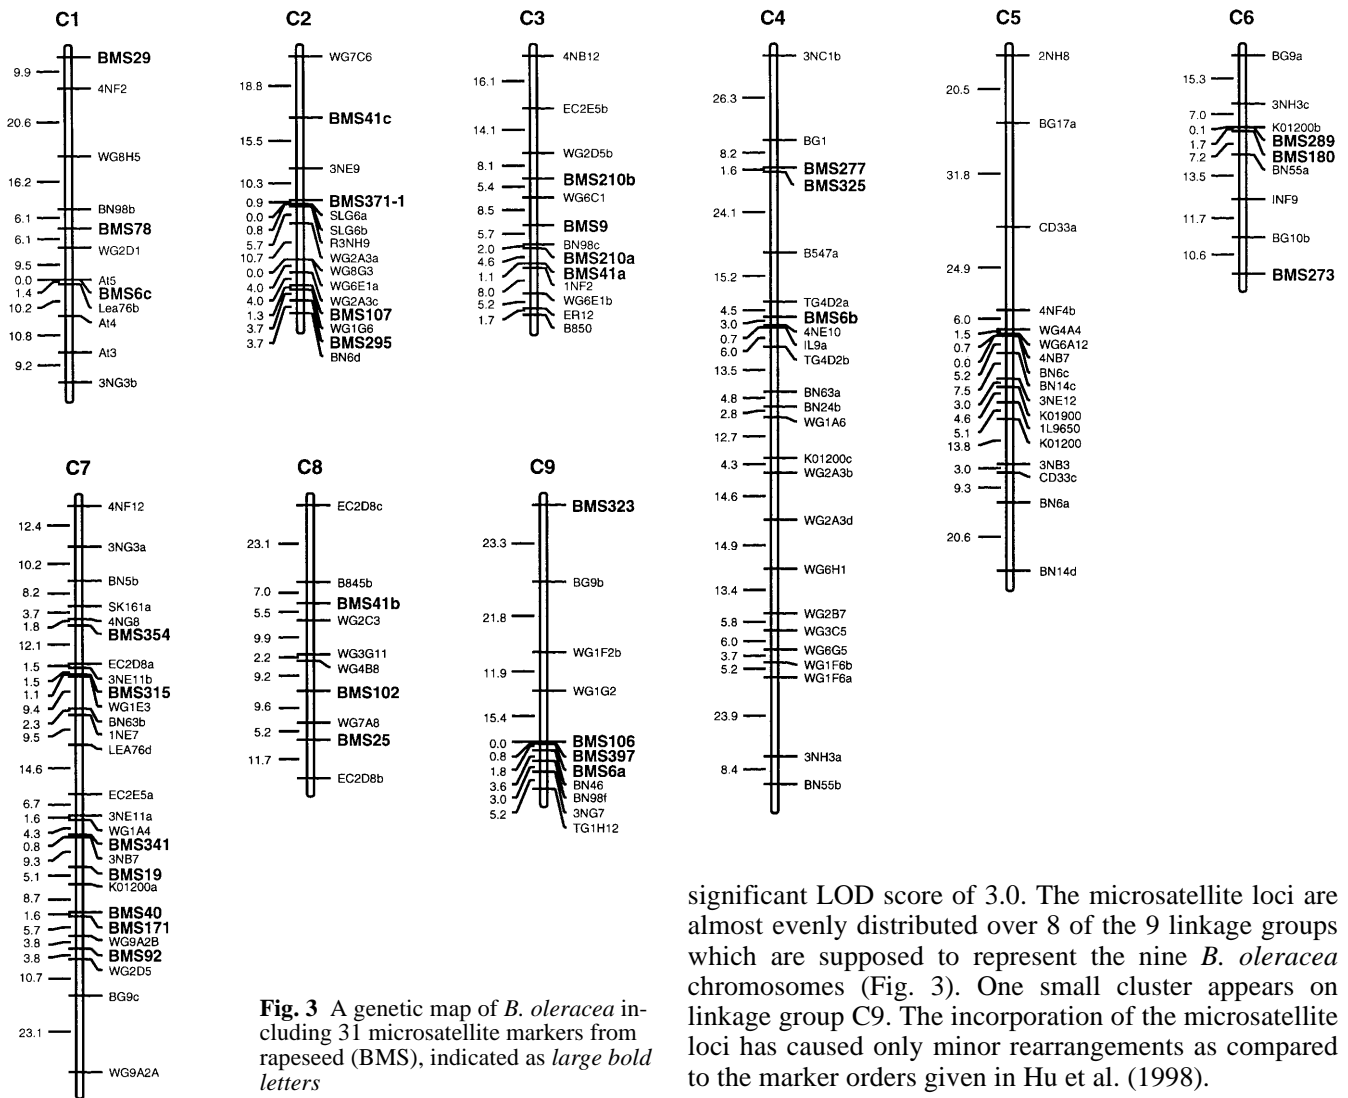 C1
BMS29
9.9
4NF2
20.6
WG8H5
16.2
BN98b
6.1
BMS78
6.1
WG2D1
9.5
At5
0.0
BMS6c
1.4
Lea76b
10.2
At4
10.8
At3
9.2
3NG3b
C2
WG7C6
18.8
BMS41c
15.5
3NE9
10.3
BMS371-1
0.9
SLG6a
0.0
SLG6b
0.8
R3NH9
5.7
WG2A3a
10.7
WG8G3
0.0
WG6E1a
4.0
WG2A3c
4.0
BMS107
1.3
WG1G6
3.7
BMS295
3.7
BN6d
C3
4NB12
16.1
EC2E5b
14.1
WG2D5b
8.1
BMS210b
5.4
WG6C1
8.5
BMS9
5.7
BN98c
2.0
BMS210a
4.6
BMS41a
1.1
1NF2
8.0
WG6E1b
5.2
ER12
1.7
B850
C4
3NC1b
26.3
BG1
8.2
BMS277
1.6
BMS325
24.1
B547a
15.2
TG4D2a
4.5
BMS6b
3.0
4NE10
0.7
IL9a
6.0
TG4D2b
13.5
BN63a
4.8
BN24b
2.8
WG1A6
12.7
K01200c
4.3
WG2A3b
14.6
WG2A3d
14.9
WG6H1
13.4
WG2B7
5.8
WG3C5
6.0
WG6G5
3.7
WG1F6b
5.2
WG1F6a
23.9
3NH3a
8.4
BN55b
C5
2NH8
20.5
BG17a
31.8
CD33a
24.9
4NF4b
6.0
WG4A4
1.5
WG6A12
0.7
4NB7
0.0
BN6c
5.2
BN14c
7.5
3NE12
3.0
K01900
4.6
1L9650
5.1
K01200
13.8
3NB3
3.0
CD33c
9.3
BN6a
20.6
BN14d
C6
BG9a
15.3
3NH3c
7.0
K01200b
0.1
BMS289
1.7
BMS180
7.2
BN55a
13.5
INF9
11.7
BG10b
10.6
BMS273
C7
4NF12
12.4
3NG3a
10.2
BN5b
8.2
SK161a
3.7
4NG8
1.8
BMS354
12.1
EC2D8a
1.5
3NE11b
1.5
BMS315
1.1
WG1E3
9.4
BN63b
2.3
1NE7
9.5
LEA76d
14.6
EC2E5a
6.7
3NE11a
1.6
WG1A4
4.3
BMS341
0.8
3NB7
9.3
BMS19
5.1
K01200a
8.7
BMS40
1.6
BMS171
5.7
WG9A2B
3.8
BMS92
3.8
WG2D5
10.7
BG9c
23.1
WG9A2A
C8
EC2D8c
23.1
B845b
7.0
BMS41b
5.5
WG2C3
9.9
WG3G11
2.2
WG4B8
9.2
BMS102
9.6
WG7A8
5.2
BMS25
11.7
EC2D8b
C9
BMS323
23.3
BG9b
21.8
WG1F2b
11.9
WG1G2
15.4
BMS106
0.0
BMS397
0.8
BMS6a
1.8
BN46
3.6
BN98f
3.0
3NG7
5.2
TG1H12
Fig. 3 A genetic map of B. oleracea in-
cluding 31 microsatellite markers from
rapeseed (BMS), indicated as large bold
letters
significant LOD score of 3.0. The microsatellite loci are
almost evenly distributed over 8 of the 9 linkage groups
which are supposed to represent the nine B. oleracea
chromosomes (Fig. 3). One small cluster appears on
linkage group C9. The incorporation of the microsatellite
loci has caused only minor rearrangements as compared
to the marker orders given in Hu et al. (1998).